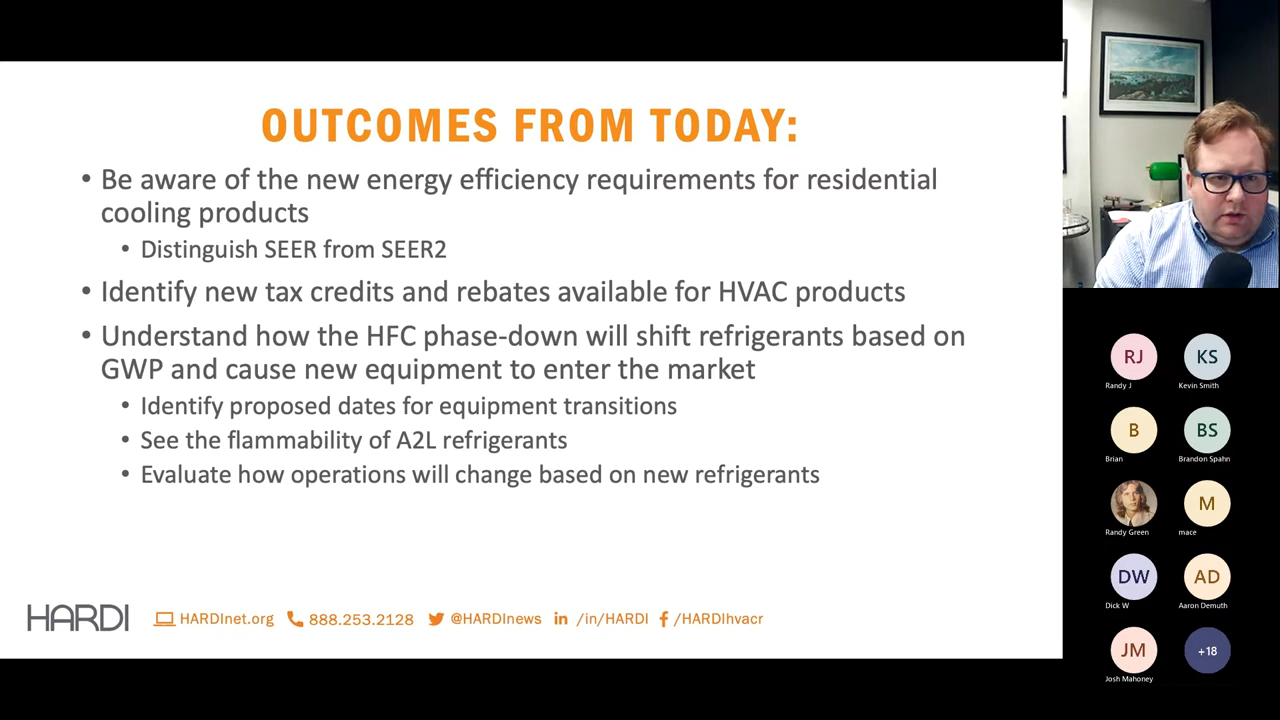 OUTCOMES FROM TODAY:
• Be aware of the new energy efficiency requirements for residential
cooling products
• Distinguish SEER from SEER2
• Identify new tax credits and rebates available for HVAC products
• Understand how the HFC phase-down will shift refrigerants based on
GWP and cause new equipment to enter the market
• Identify proposed dates for equipment transitions
• See the flammability of A2L refrigerants
• Evaluate how operations will change based on new refrigerants
HARDI HARDInet.org 888.253.2128 @HARDInews in /in/HARDI f /HARDIhvacr
RJ KS
Randy J Kevin Smith
B BS
Brian Brandon Spahn
M
Randy Green mace
DW AD
Dick W Aaron Demuth
JM +18
Josh Mahoney